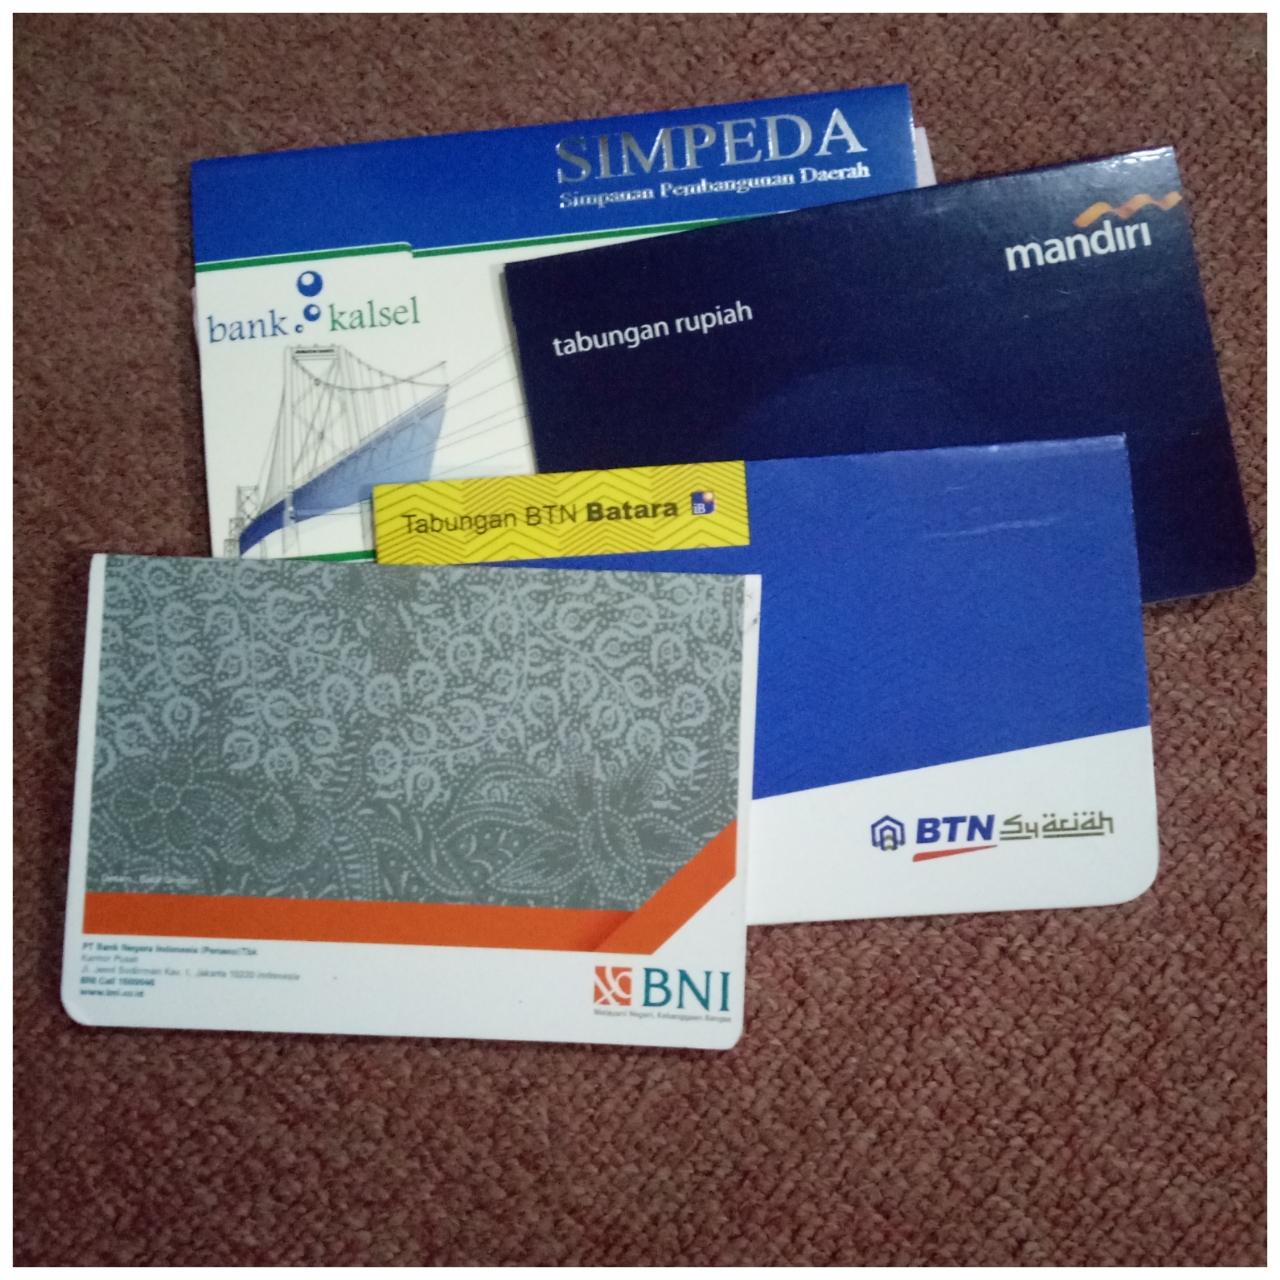 SIMPEDA
Simpanan Pembangunan Daerah
bank kalsel
mandiri
tabungan rupiah
Tabungan BTN Batara iB
BTN Syariah
PT Bank Negara Indonesia (Persero) Tbk
Kantor Pusat
Jl. Jend Sudirman Kav. 1, Jakarta 10220 Indonesia
BNI Call 1500046
www.bni.co.id
BNI
Melayani Negeri, Kebanggaan Bangsa